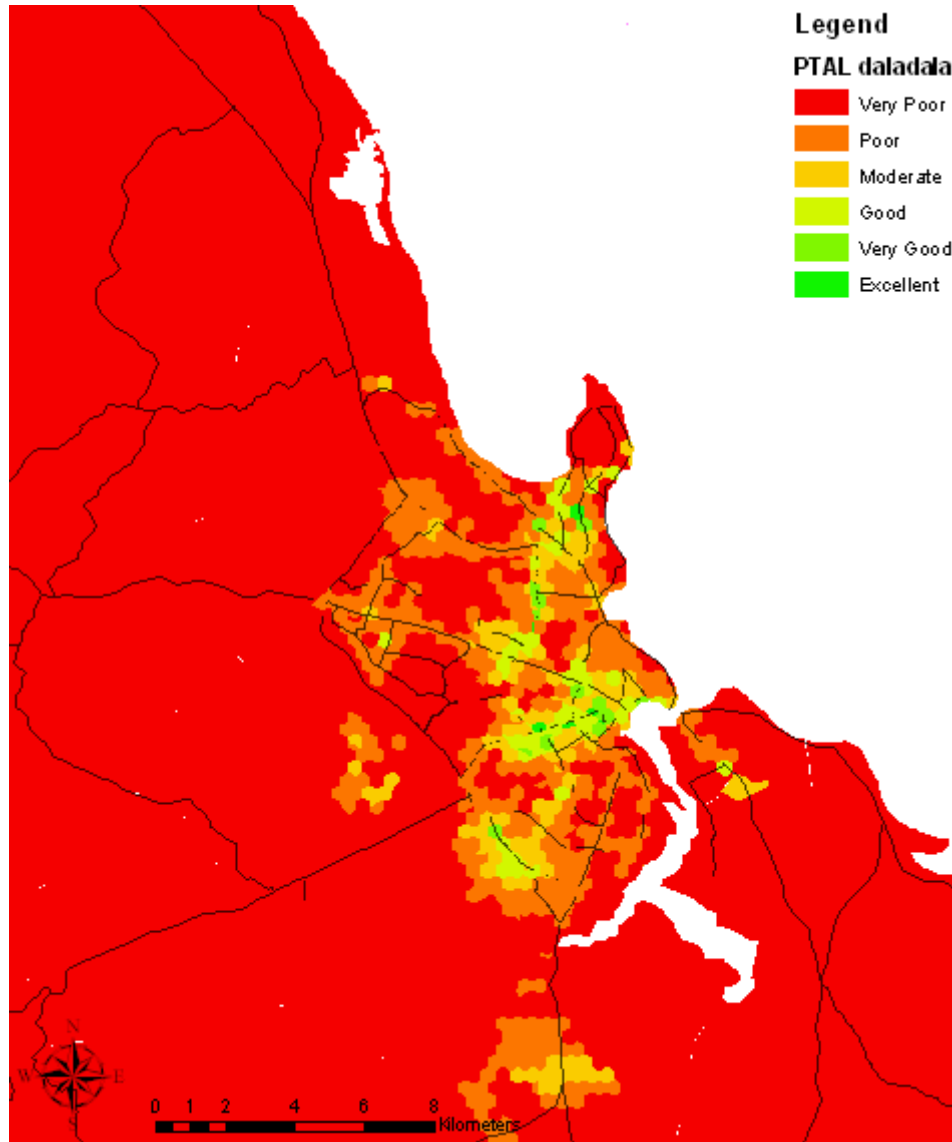 Legend
PTAL daladala
Very Poor
Poor
Moderate
Good
Very Good
Excellent
N
W E
S
0 1 2 4 6 8
Kilometers